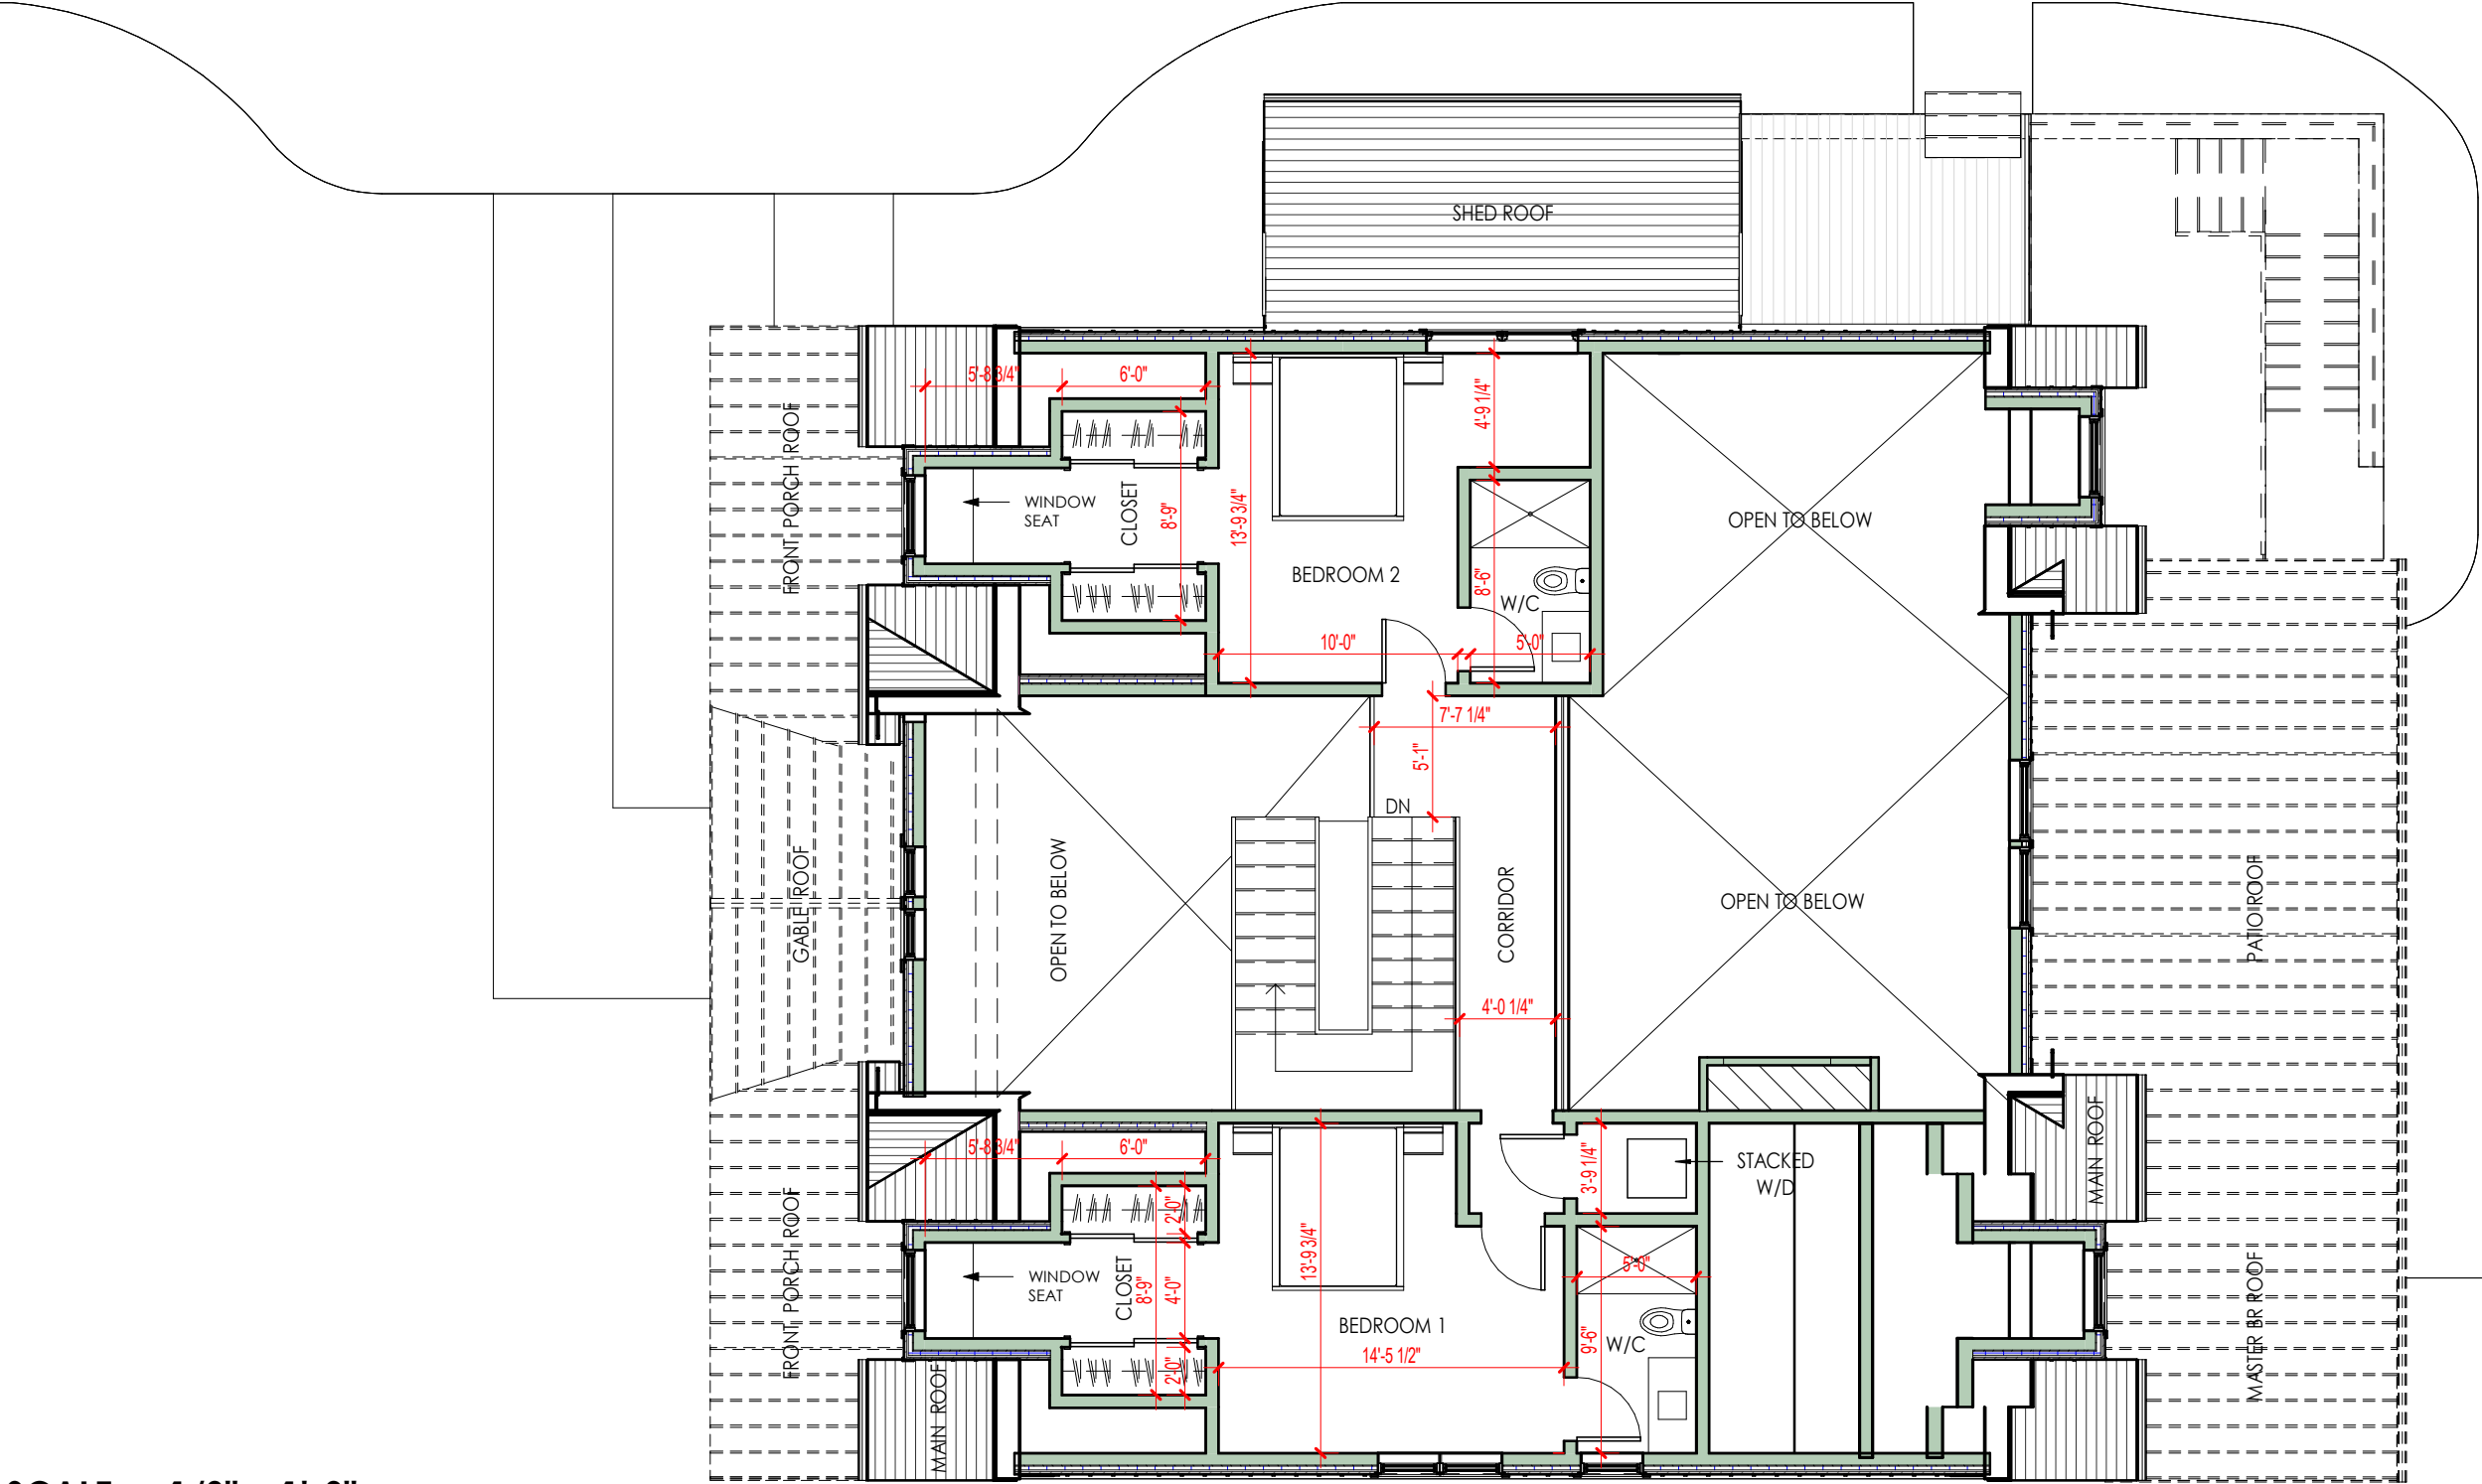 SHED ROOF
5'-8 3/4"
6'-0"
4'-9 1/4"
FRONT PORCH ROOF
WINDOW
SEAT
CLOSET
8'-9"
13'-9 3/4"
OPEN TO BELOW
BEDROOM 2
8'-6"
W/C
10'-0"
5'-0"
7'-7 1/4"
5'-1"
DN
GABLE ROOF
OPEN TO BELOW
CORRIDOR
OPEN TO BELOW
PATIO ROOF
4'-0 1/4"
5'-8 3/4"
6'-0"
3'-9 1/4"
STACKED
W/D
MAIN ROOF
FRONT PORCH ROOF
2'-0"
13'-9 3/4"
WINDOW
SEAT
CLOSET
8'-9"
4'-0"
5'-0"
BEDROOM 1
9'-6"
W/C
14'-5 1/2"
2'-0"
MASTER BR ROOF
MAIN ROOF